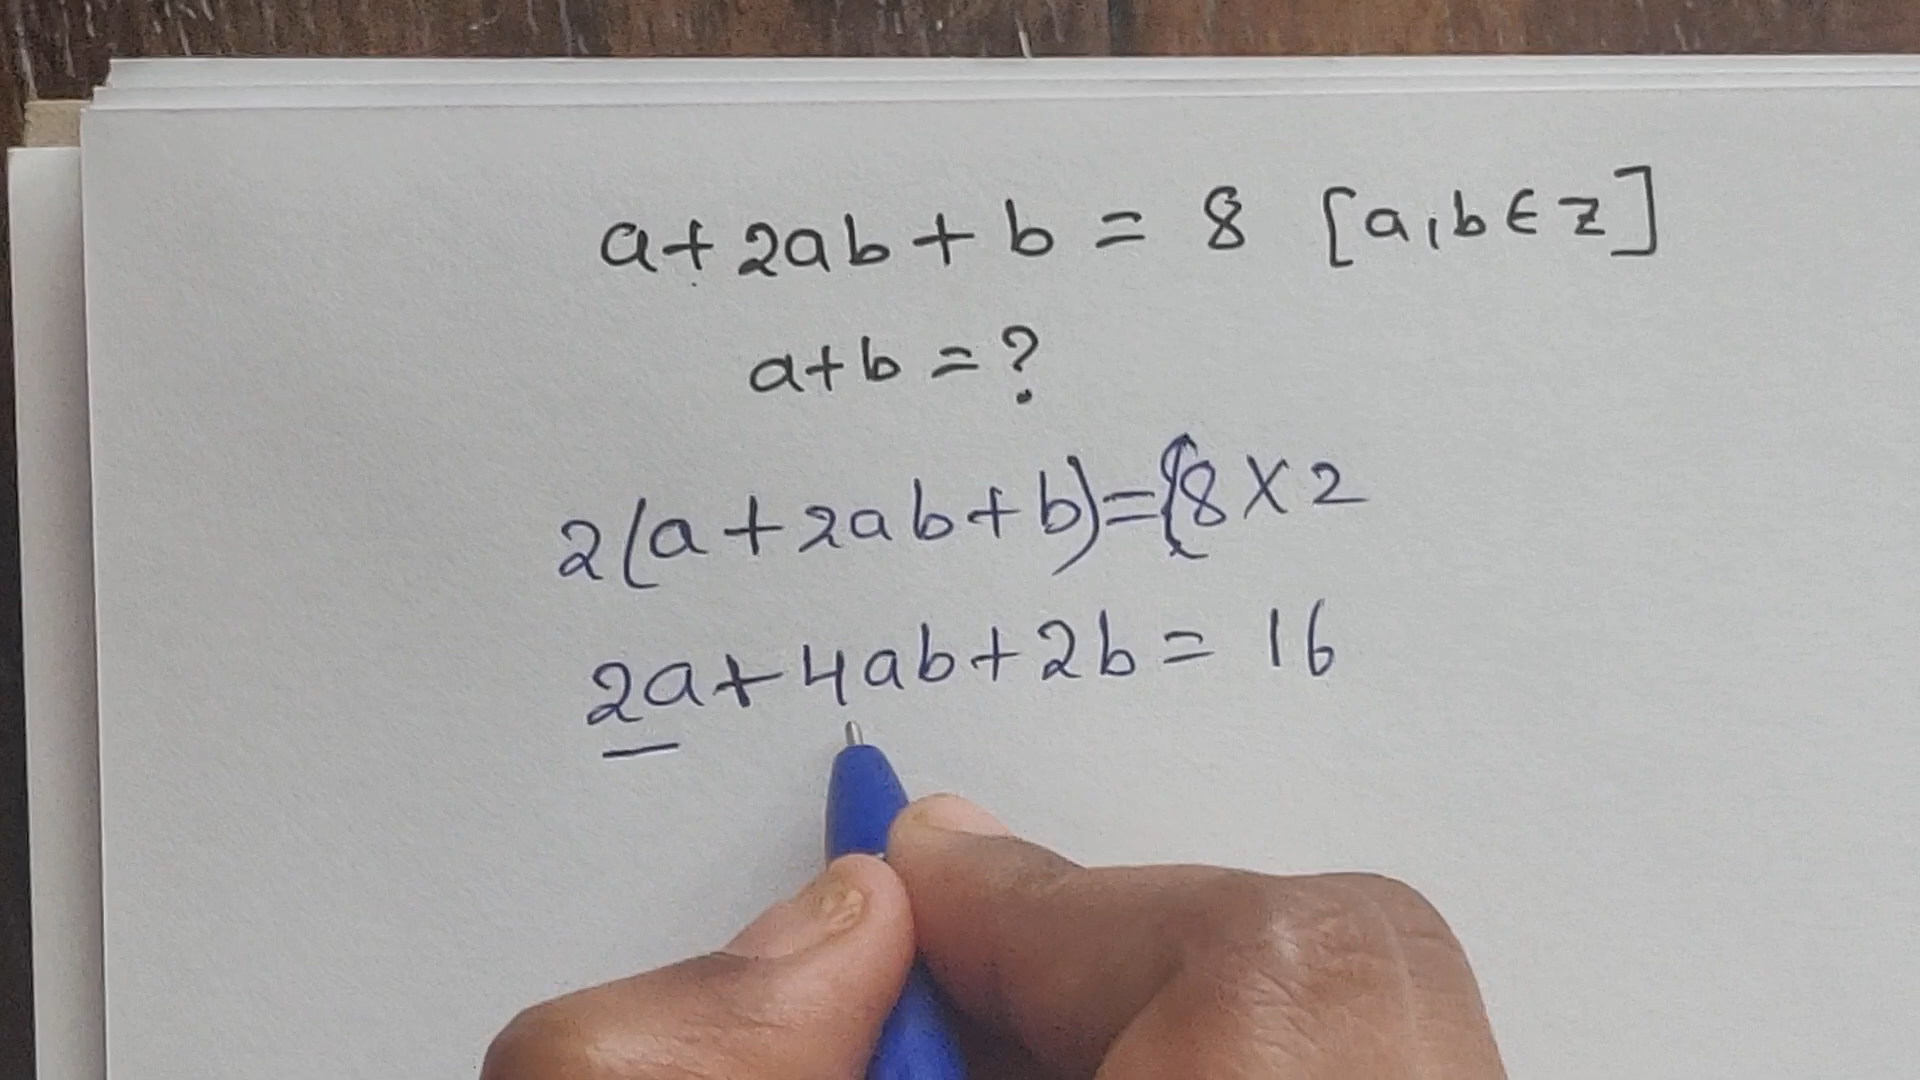 a+2ab+b = 8 [a,b∈z]
a+b = ?
2(a+2ab+b)=(8×2
2a+4ab+2b = 16